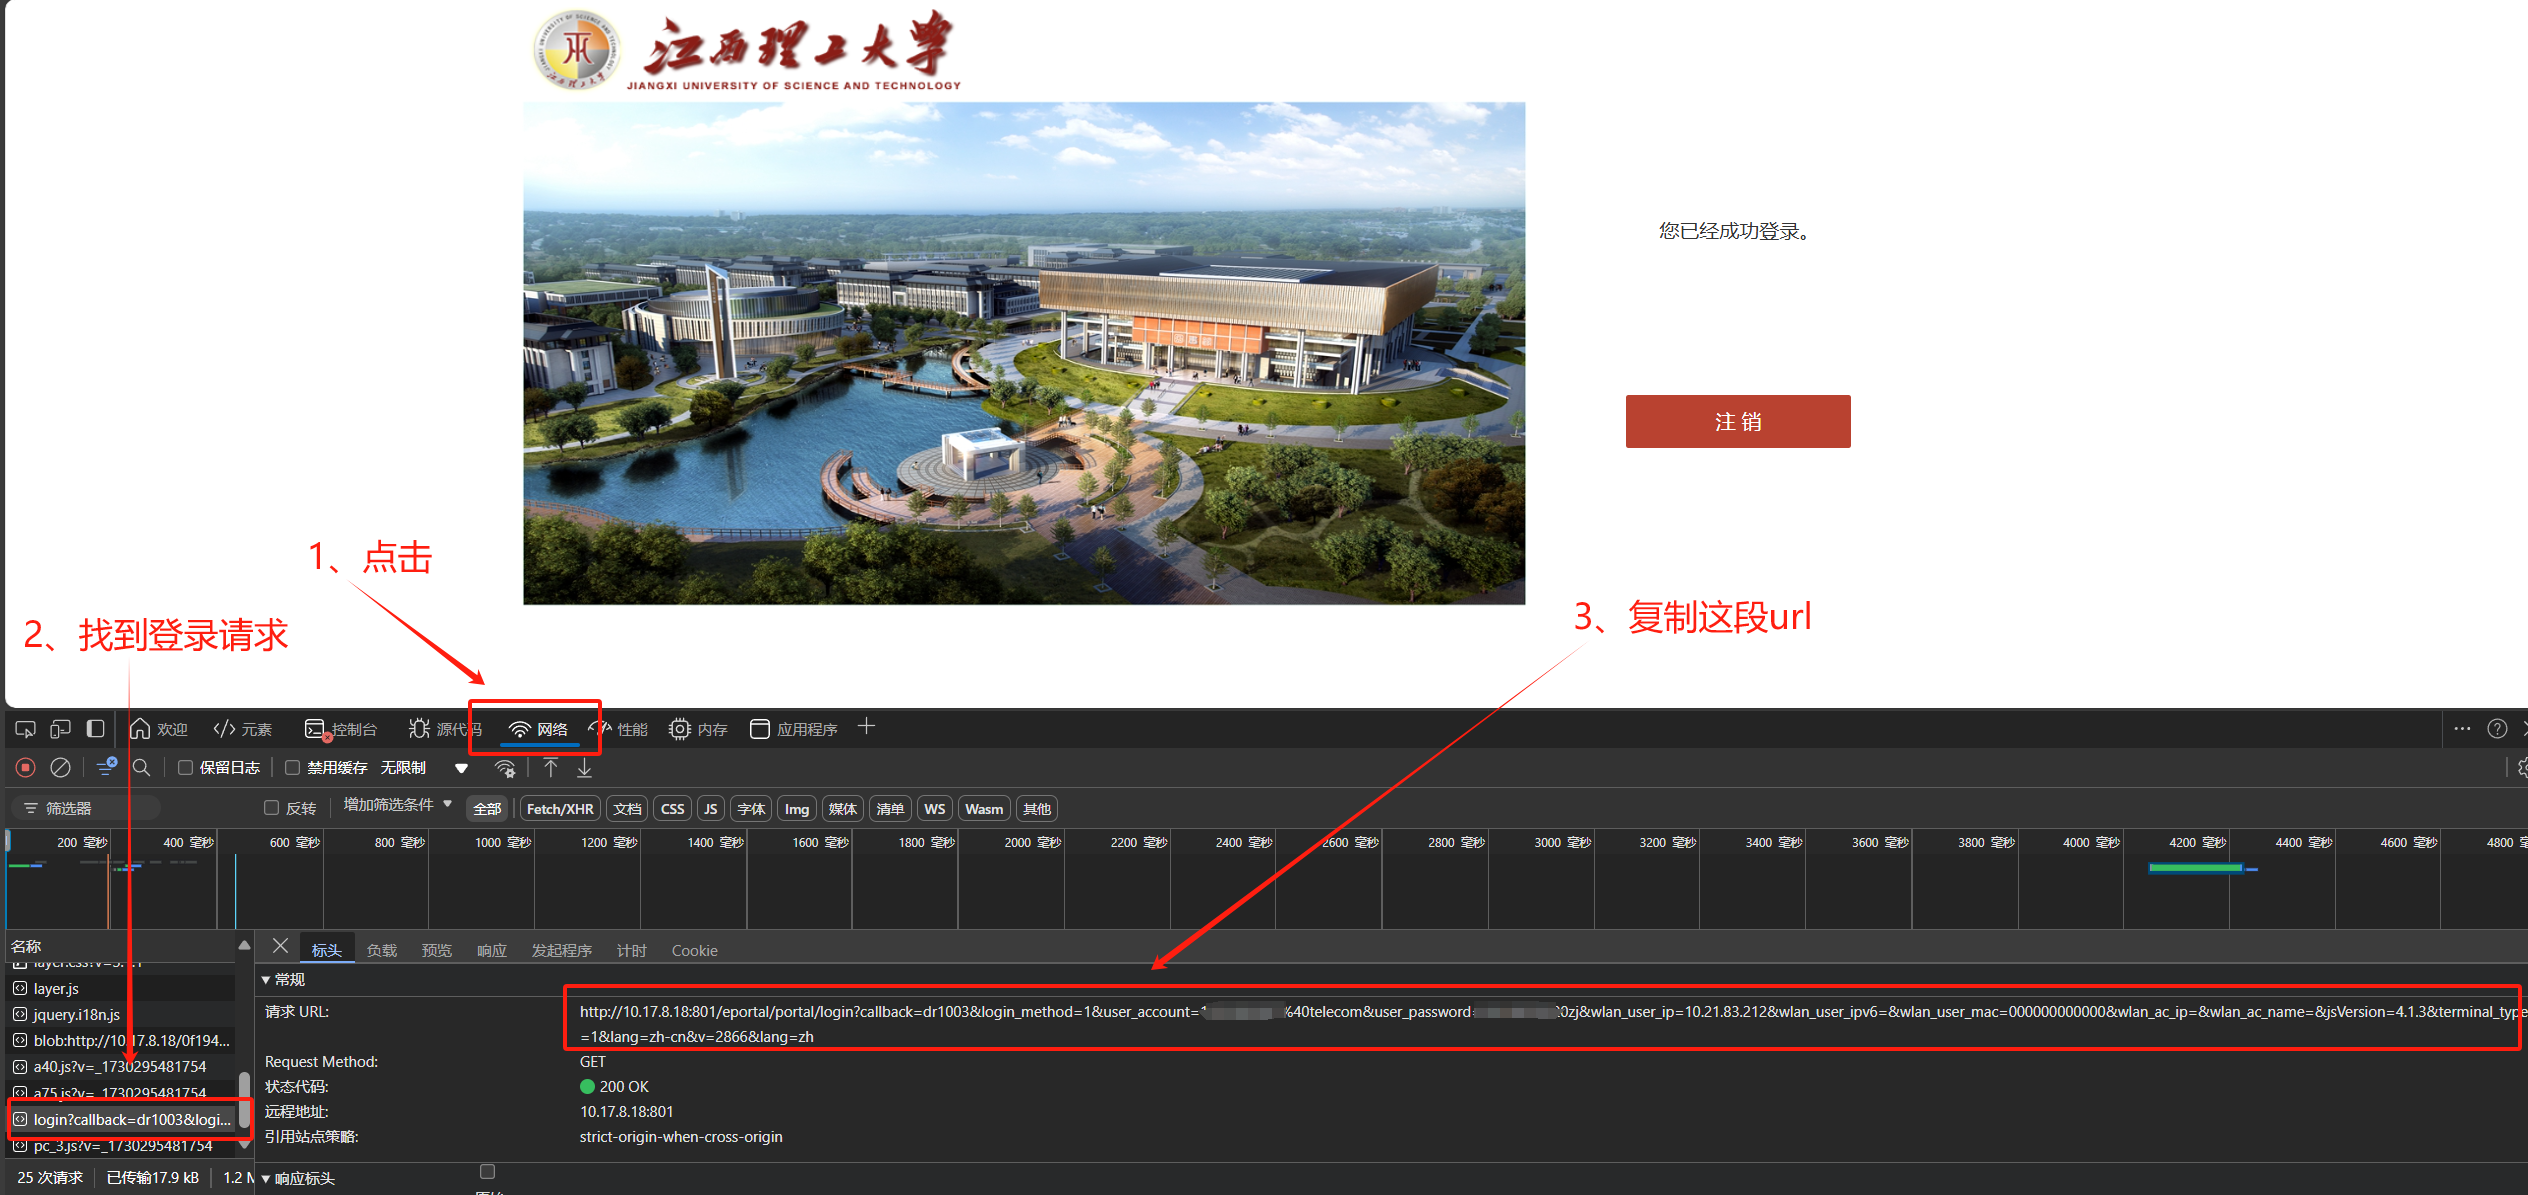 江西理工大學
JIANGXI UNIVERSITY OF SCIENCE AND TECHNOLOGY
您已经成功登录。
注 销
1、点击
2、找到登录请求
3、复制这段url
欢迎 元素 控制台 源代码 网络 性能 内存 应用程序
保留日志 禁用缓存 无限制
筛选器 反转 增加筛选条件 全部 Fetch/XHR 文档 CSS JS 字体 Img 媒体 清单 WS Wasm 其他
200 毫秒 400 毫秒 600 毫秒 800 毫秒 1000 毫秒 1200 毫秒 1400 毫秒 1600 毫秒 1800 毫秒 2000 毫秒 2200 毫秒 2400 毫秒 2600 毫秒 2800 毫秒 3000 毫秒 3200 毫秒 3400 毫秒 3600 毫秒 3800 毫秒 4000 毫秒 4200 毫秒 4400 毫秒 4600 毫秒 4800 毫
名称
layer.css?v=3.4.1
layer.js
jquery.i18n.js
blob:http://10.17.8.18/0f194...
a40.js?v=_1730295481754
a75.js?v=_1730295481754
login?callback=dr1003&logi...
pc_3.js?v=_1730295481754
25 次请求 已传输17.9 kB 1.2 M
标头 负载 预览 响应 发起程序 计时 Cookie
常规
请求 URL: http://10.17.8.18:801/eportal/portal/login?callback=dr1003&login_method=1&user_account= %40telecom&user_password= 0zj&wlan_user_ip=10.21.83.212&wlan_user_ipv6=&wlan_user_mac=000000000000&wlan_ac_ip=&wlan_ac_name=&jsVersion=4.1.3&terminal_type
=1&lang=zh-cn&v=2866&lang=zh
Request Method: GET
状态代码: 200 OK
远程地址: 10.17.8.18:801
引用站点策略: strict-origin-when-cross-origin
响应标头